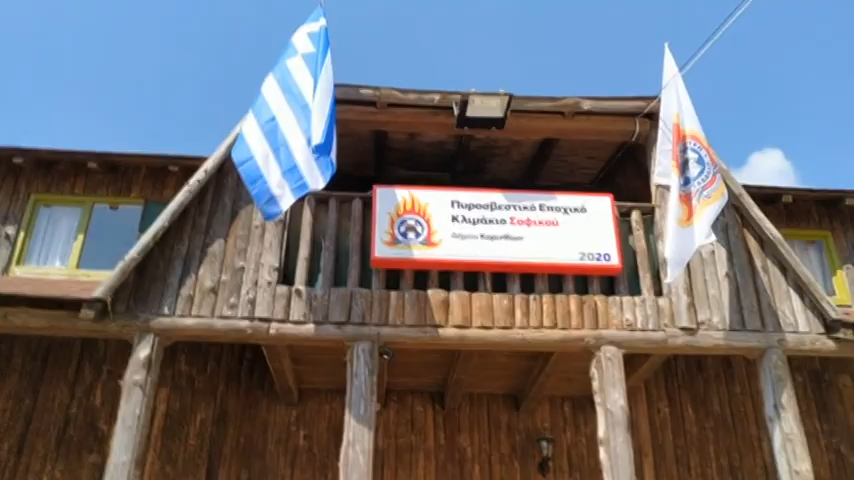 Πυροσβεστικό Εποχικό
Κλιμάκιο Σοφικού
Δήμου Κορινθίων
2020